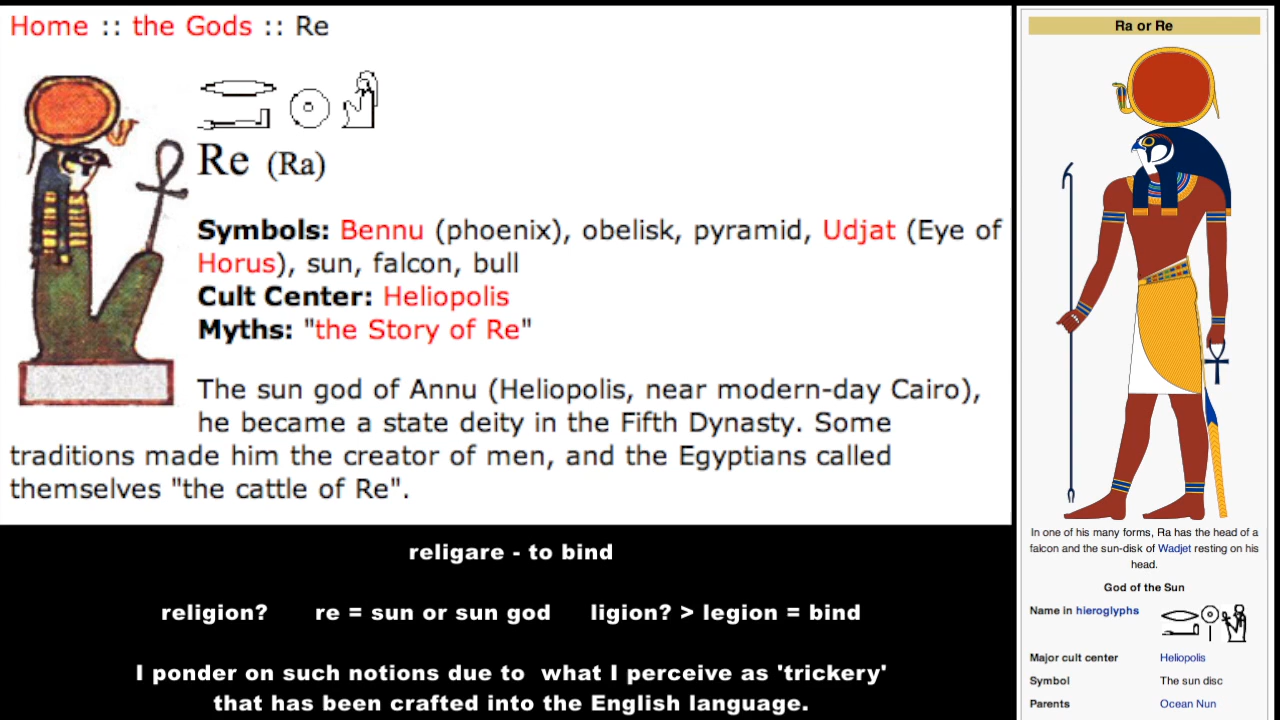 Home :: the Gods :: Re
Re (Ra)
Symbols: Bennu (phoenix), obelisk, pyramid, Udjat (Eye of
Horus), sun, falcon, bull
Cult Center: Heliopolis
Myths: "the Story of Re"
The sun god of Annu (Heliopolis, near modern-day Cairo),
he became a state deity in the Fifth Dynasty. Some
traditions made him the creator of men, and the Egyptians called
themselves "the cattle of Re".
religare - to bind
religion? re = sun or sun god ligion? > legion = bind
I ponder on such notions due to what I perceive as 'trickery'
that has been crafted into the English language.
Ra or Re
In one of his many forms, Ra has the head of a
falcon and the sun-disk of Wadjet resting on his
head.
God of the Sun
Name in hieroglyphs
Major cult center Heliopolis
Symbol The sun disc
Parents Ocean Nun